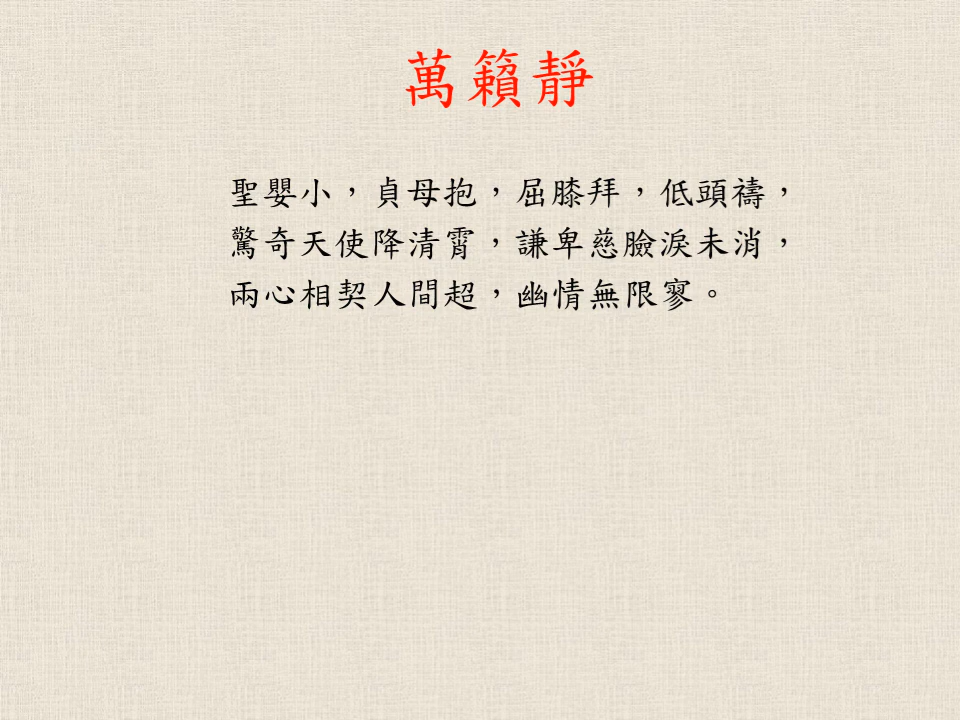 萬籟靜
聖嬰小，貞母抱，屈膝拜，低頭禱，
驚奇天使降清霄，謙卑慈臉淚未消，
兩心相契人間超，幽情無限寥。